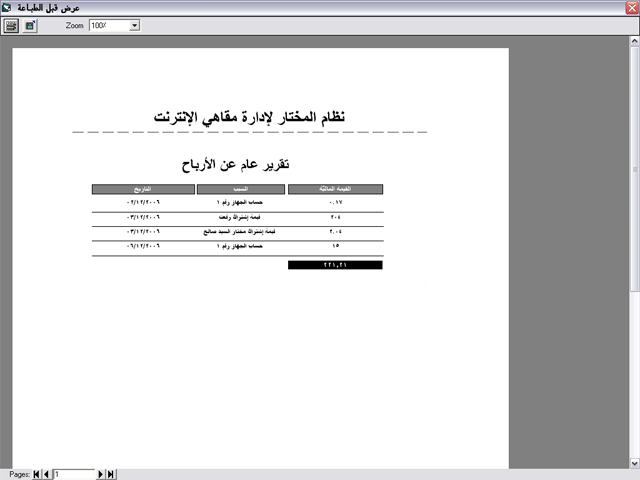 عرض قبل الطباعة
Zoom 100%
نظام المختار لإدارة مقاهي الإنترنت
تقرير عام عن الأرباح
القيمة المالية السبب التاريخ
٠.١٧ حساب الجهاز رقم ١ ٠٢/١٢/٢٠٠٦
٢٠٤ قيمة إشتراك رفعت ٠٣/١٢/٢٠٠٦
٢.٠٤ قيمة إشتراك مختار السيد صالح ٠٣/١٢/٢٠٠٦
١٥ حساب الجهاز رقم ١ ٠٦/١٢/٢٠٠٦
٢٢١,٢١
Pages: 1